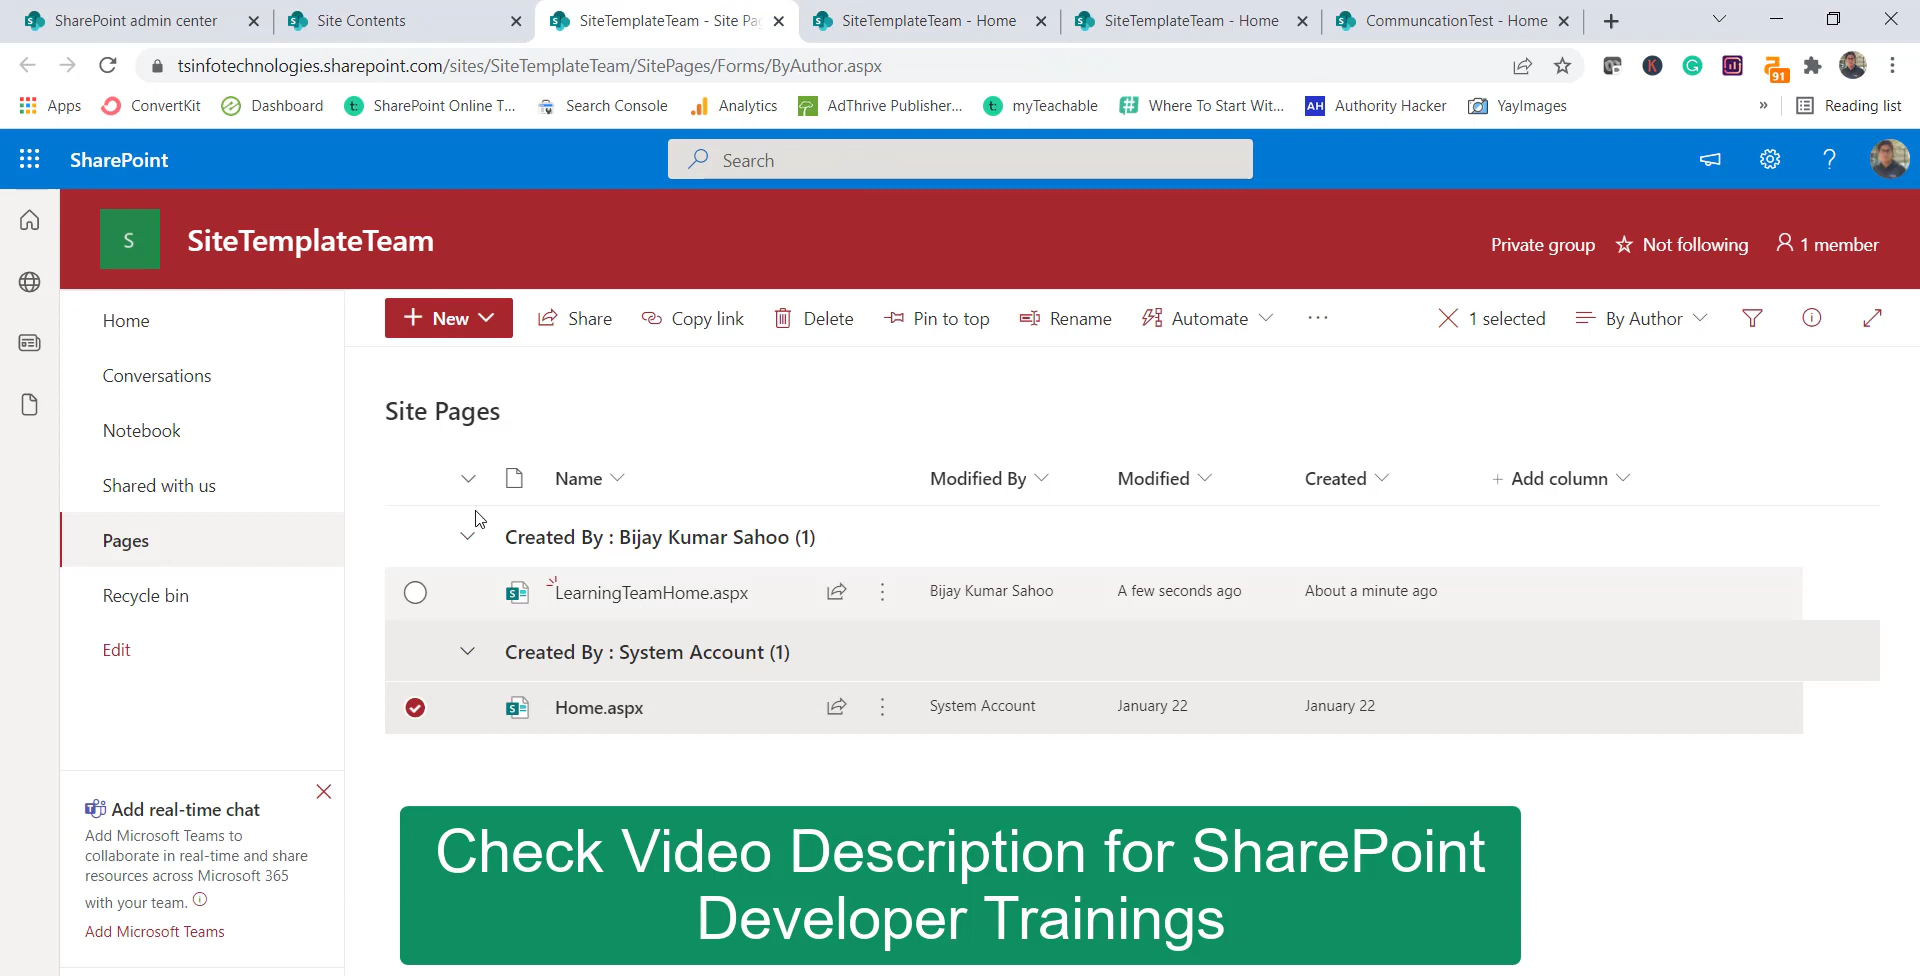 SharePoint admin center
Site Contents
SiteTemplateTeam - Site Pa
SiteTemplateTeam - Home
SiteTemplateTeam - Home
CommuncationTest - Home
tsinfotechnologies.sharepoint.com/sites/SiteTemplateTeam/SitePages/Forms/ByAuthor.aspx
91
Apps
ConvertKit
Dashboard
SharePoint Online T...
Search Console
Analytics
AdThrive Publisher...
myTeachable
Where To Start Wit...
AH Authority Hacker
YayImages
»
Reading list
SharePoint
Search
S
SiteTemplateTeam
Private group
Not following
1 member
Home
Conversations
Notebook
Shared with us
Pages
Recycle bin
Edit
+ New
Share
Copy link
Delete
Pin to top
Rename
Automate
...
1 selected
By Author
Site Pages
Name
Modified By
Modified
Created
+ Add column
Created By : Bijay Kumar Sahoo (1)
LearningTeamHome.aspx
Bijay Kumar Sahoo
A few seconds ago
About a minute ago
Created By : System Account (1)
Home.aspx
System Account
January 22
January 22
Add real-time chat
Add Microsoft Teams to
collaborate in real-time and share
resources across Microsoft 365
with your team.
Add Microsoft Teams
Check Video Description for SharePoint
Developer Trainings